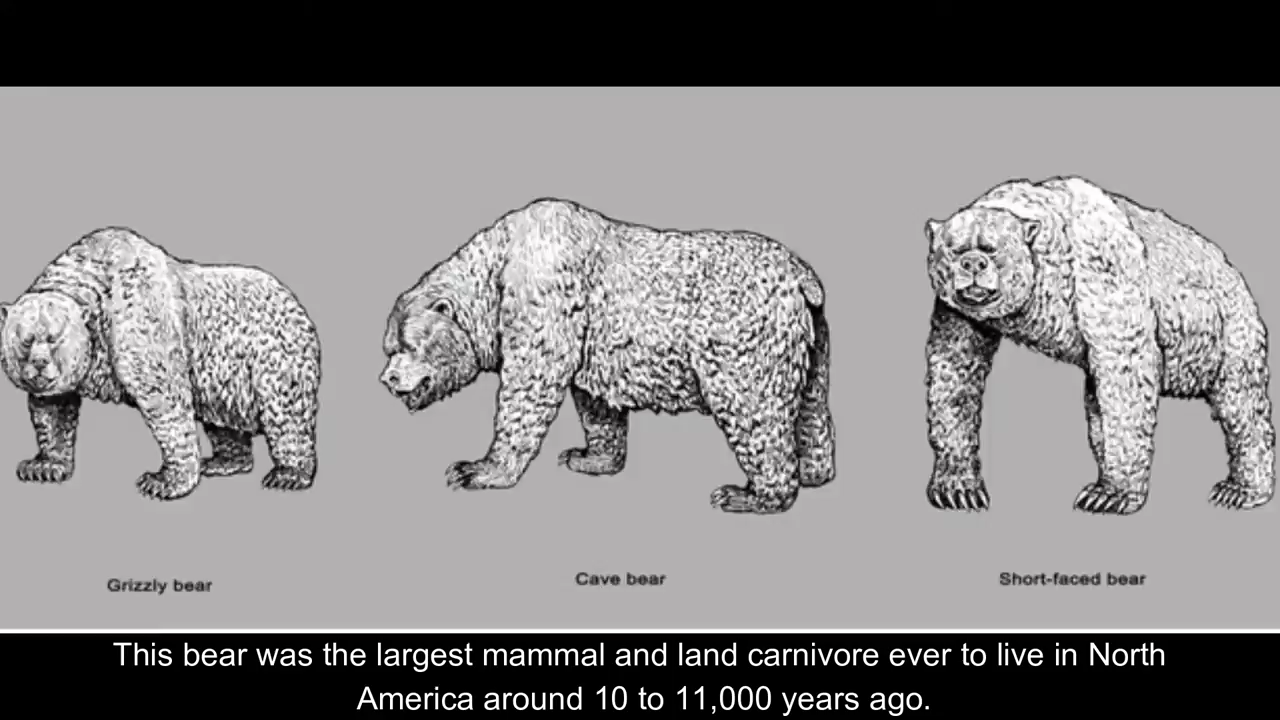 Grizzly bear
Cave bear
Short-faced bear
This bear was the largest mammal and land carnivore ever to live in North
America around 10 to 11,000 years ago.